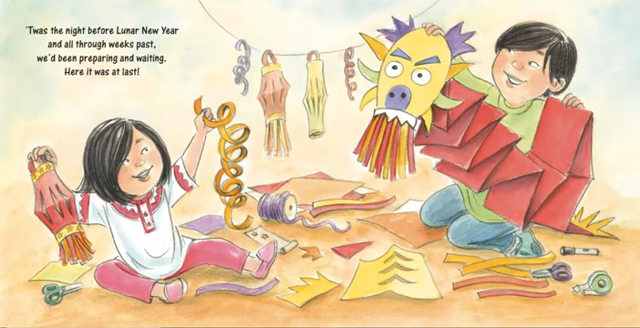 'Twas the night before Lunar New Year
and all through weeks past,
we'd been preparing and waiting.
Here it was at last!